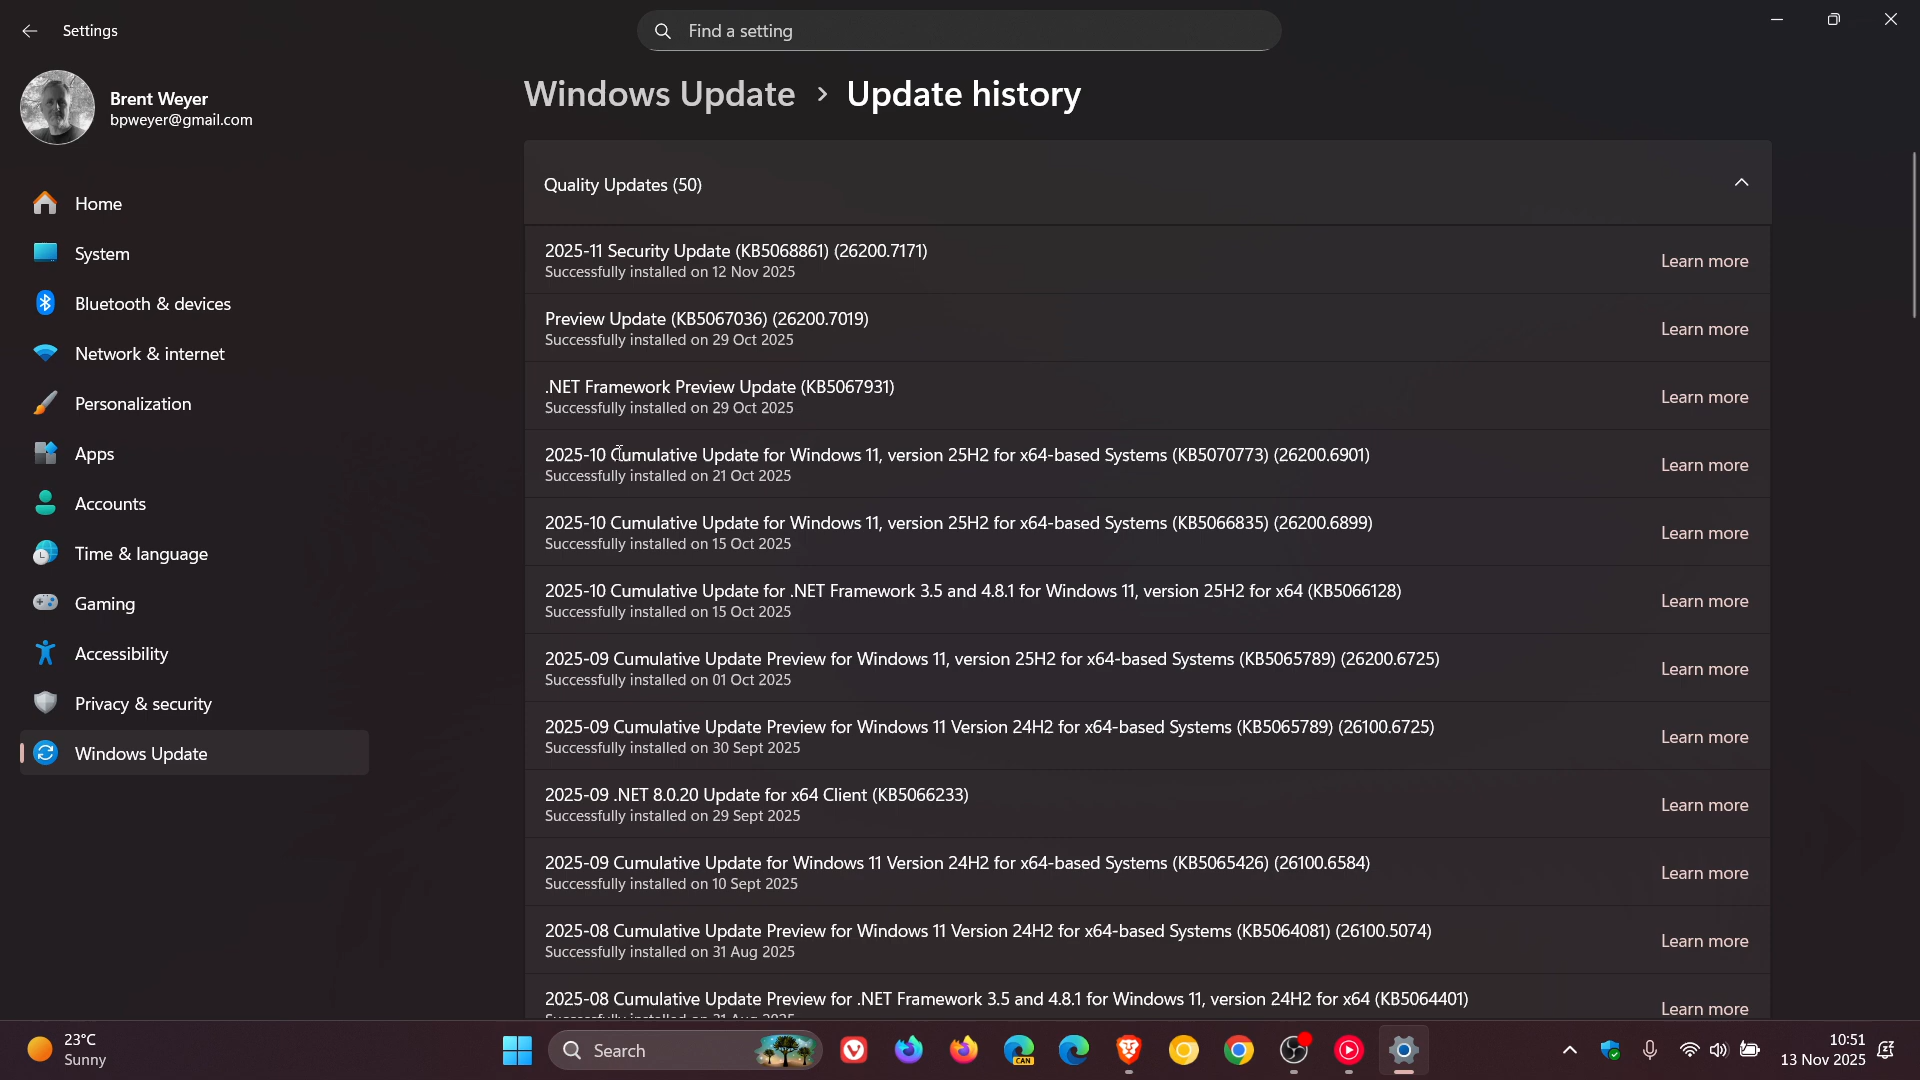 Settings
Find a setting
Brent Weyer
bpweyer@gmail.com
Home
System
Bluetooth & devices
Network & internet
Personalization
Apps
Accounts
Time & language
Gaming
Accessibility
Privacy & security
Windows Update
Windows Update > Update history
Quality Updates (50)
2025-11 Security Update (KB5068861) (26200.7171)
Successfully installed on 12 Nov 2025
Learn more
Preview Update (KB5067036) (26200.7019)
Successfully installed on 29 Oct 2025
Learn more
.NET Framework Preview Update (KB5067931)
Successfully installed on 29 Oct 2025
Learn more
2025-10 Cumulative Update for Windows 11, version 25H2 for x64-based Systems (KB5070773) (26200.6901)
Successfully installed on 21 Oct 2025
Learn more
2025-10 Cumulative Update for Windows 11, version 25H2 for x64-based Systems (KB5066835) (26200.6899)
Successfully installed on 15 Oct 2025
Learn more
2025-10 Cumulative Update for .NET Framework 3.5 and 4.8.1 for Windows 11, version 25H2 for x64 (KB5066128)
Successfully installed on 15 Oct 2025
Learn more
2025-09 Cumulative Update Preview for Windows 11, version 25H2 for x64-based Systems (KB5065789) (26200.6725)
Successfully installed on 01 Oct 2025
Learn more
2025-09 Cumulative Update Preview for Windows 11 Version 24H2 for x64-based Systems (KB5065789) (26100.6725)
Successfully installed on 30 Sept 2025
Learn more
2025-09 .NET 8.0.20 Update for x64 Client (KB5066233)
Successfully installed on 29 Sept 2025
Learn more
2025-09 Cumulative Update for Windows 11 Version 24H2 for x64-based Systems (KB5065426) (26100.6584)
Successfully installed on 10 Sept 2025
Learn more
2025-08 Cumulative Update Preview for Windows 11 Version 24H2 for x64-based Systems (KB5064081) (26100.5074)
Successfully installed on 31 Aug 2025
Learn more
2025-08 Cumulative Update Preview for .NET Framework 3.5 and 4.8.1 for Windows 11, version 24H2 for x64 (KB5064401)
Successfully installed on 31 Aug 2025
Learn more
23°C
Sunny
Search
CAN
10:51
13 Nov 2025